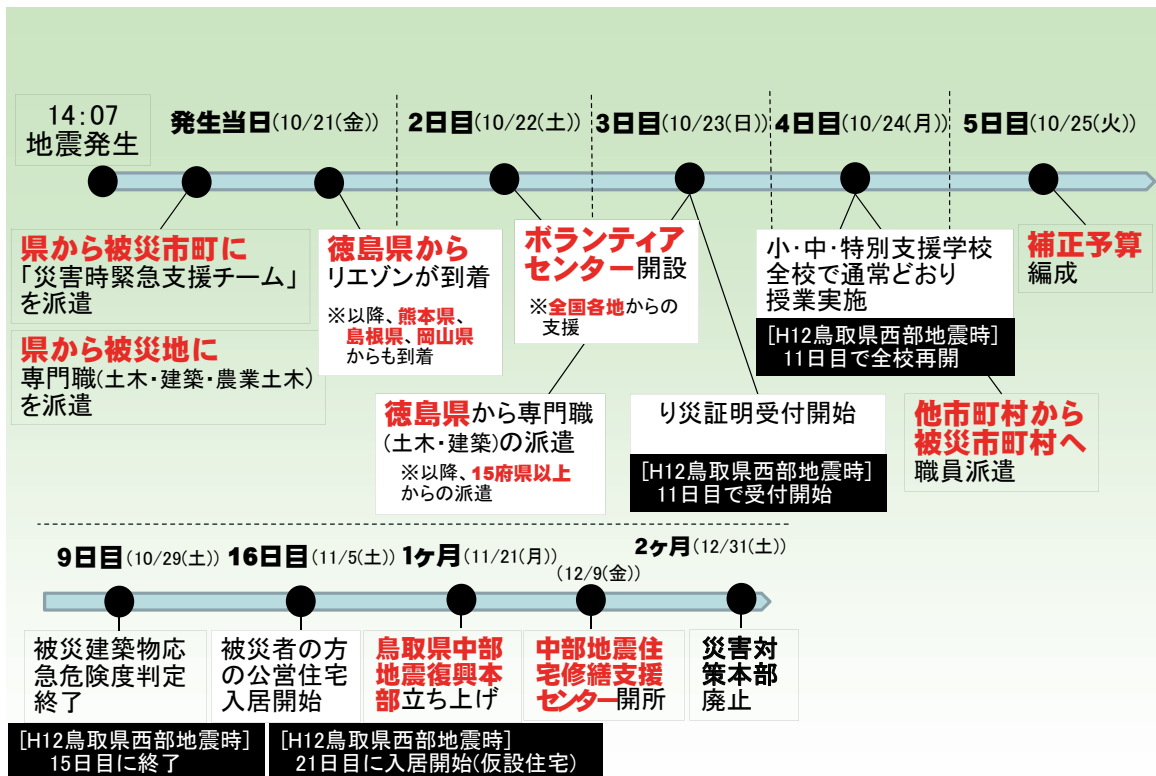 14:07
地震発生
発生当日(10/21(金))
2日目(10/22(土))
3日目(10/23(日))
4日目(10/24(月))
5日目(10/25(火))
県から被災市町に
「災害時緊急支援チーム」
を派遣
県から被災地に
専門職(土木・建築・農業土木)
を派遣
徳島県から
リエゾンが到着
※以降、熊本県、
島根県、岡山県
からも到着
ボランティア
センター開設
※全国各地からの
支援
徳島県から専門職
(土木・建築)の派遣
※以降、15府県以上
からの派遣
り災証明受付開始
[H12鳥取県西部地震時]
11日目で受付開始
小・中・特別支援学校
全校で通常どおり
授業実施
[H12鳥取県西部地震時]
11日目で全校再開
他市町村から
被災市町村へ
職員派遣
補正予算
編成
9日目(10/29(土))
16日目(11/5(土))
1ヶ月(11/21(月))
(12/9(金))
2ヶ月(12/31(土))
被災建築物応
急危険度判定
終了
[H12鳥取県西部地震時]
15日目に終了
被災者の方
の公営住宅
入居開始
[H12鳥取県西部地震時]
21日目に入居開始(仮設住宅)
鳥取県中部
地震復興本
部立ち上げ
中部地震住
宅修繕支援
センター開所
災害対
策本部
廃止